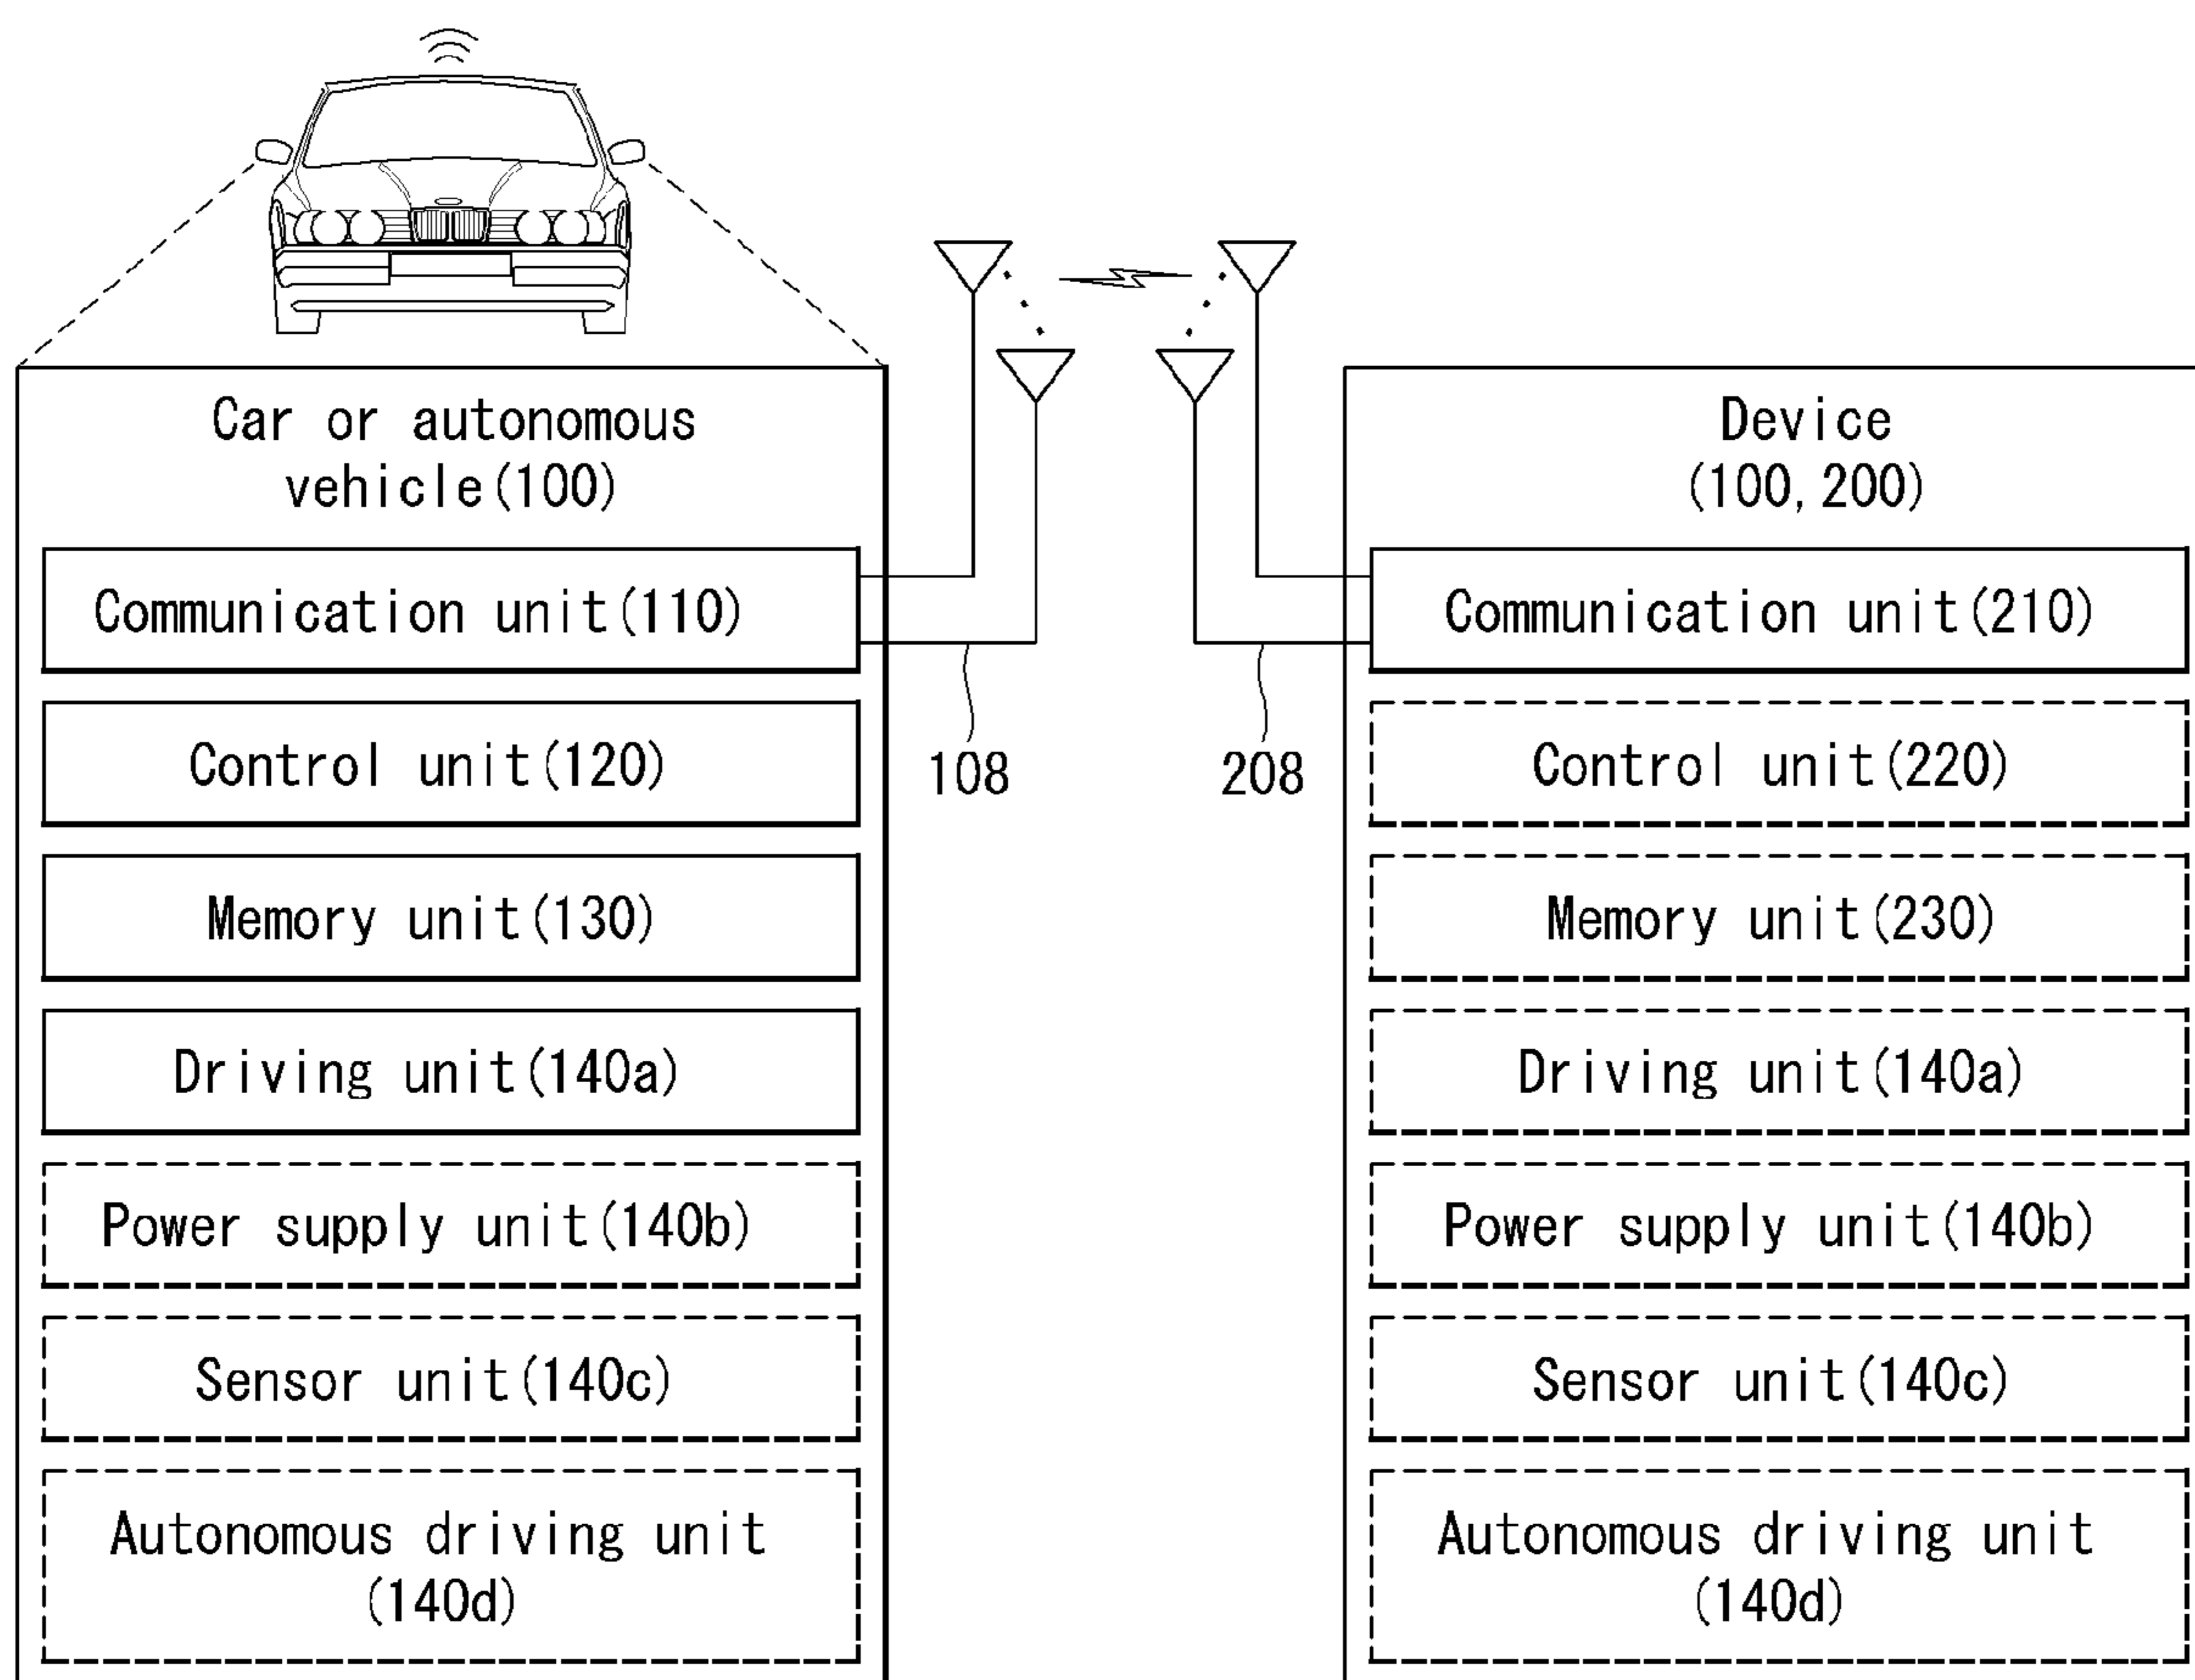 Car or autonomous
vehicle(100)
Communication unit(110)
Control unit(120)
Memory unit(130)
Driving unit(140a)
Power supply unit(140b)
Sensor unit(140c)
Autonomous driving unit
(140d)
108
208
Device
(100,200)
Communication unit(210)
Control unit(220)
Memory unit(230)
Driving unit(140a)
Power supply unit(140b)
Sensor unit(140c)
Autonomous driving unit
(140d)